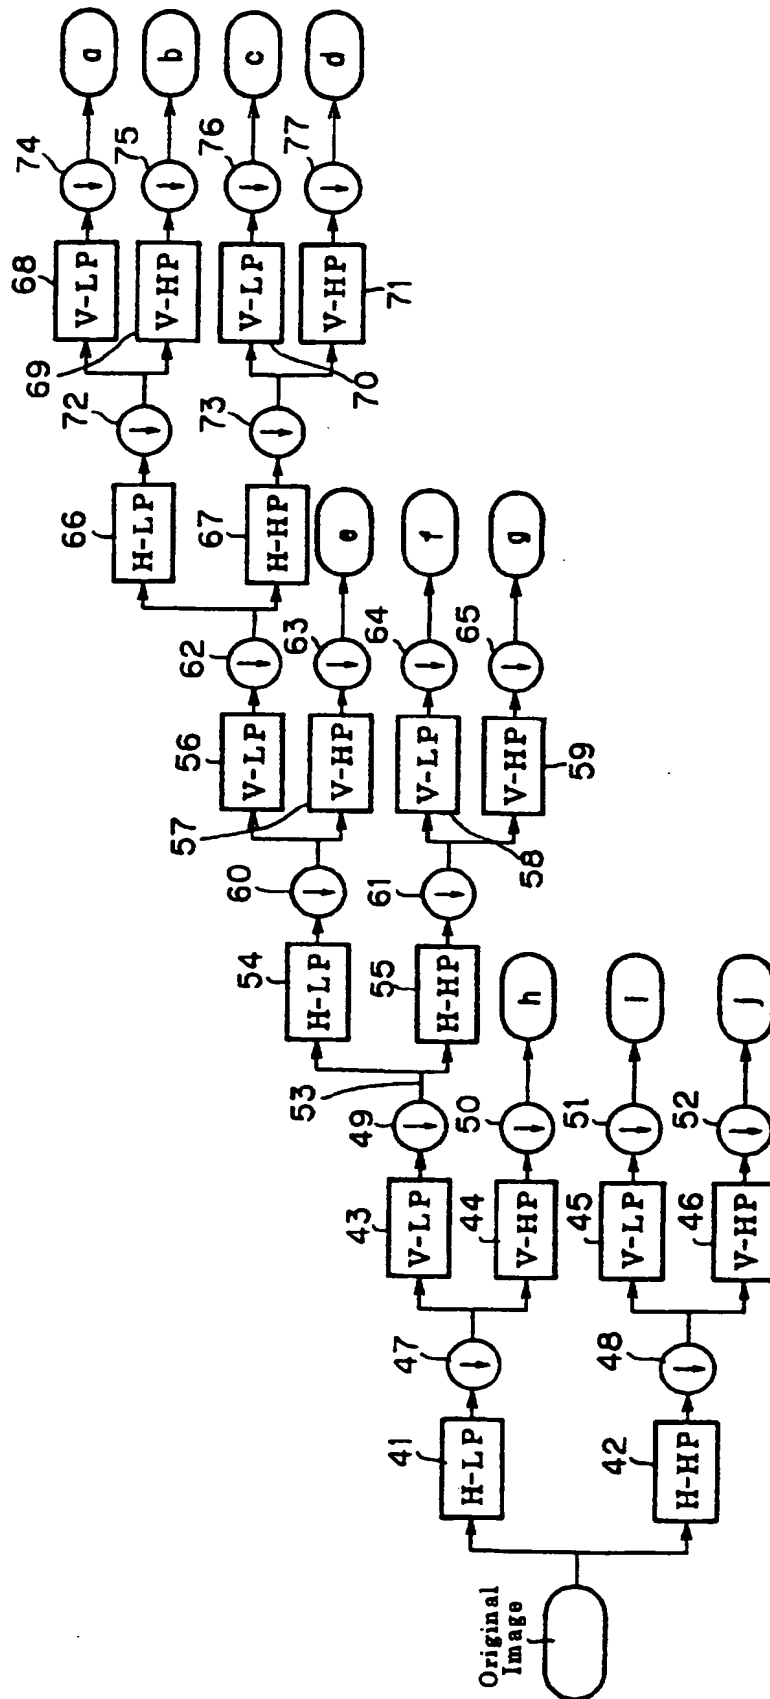 Original
Image
41
H-LP
42
H-HP
47
48
43
V-LP
44
V-HP
45
V-LP
46
V-HP
49
50
51
52
53
h
i
j
54
H-LP
55
H-HP
60
61
56
V-LP
57
V-HP
58
V-LP
59
V-HP
62
63
64
65
e
f
g
66
H-LP
67
H-HP
72
73
68
V-LP
69
V-HP
70
V-LP
71
V-HP
74
75
76
77
a
b
c
d